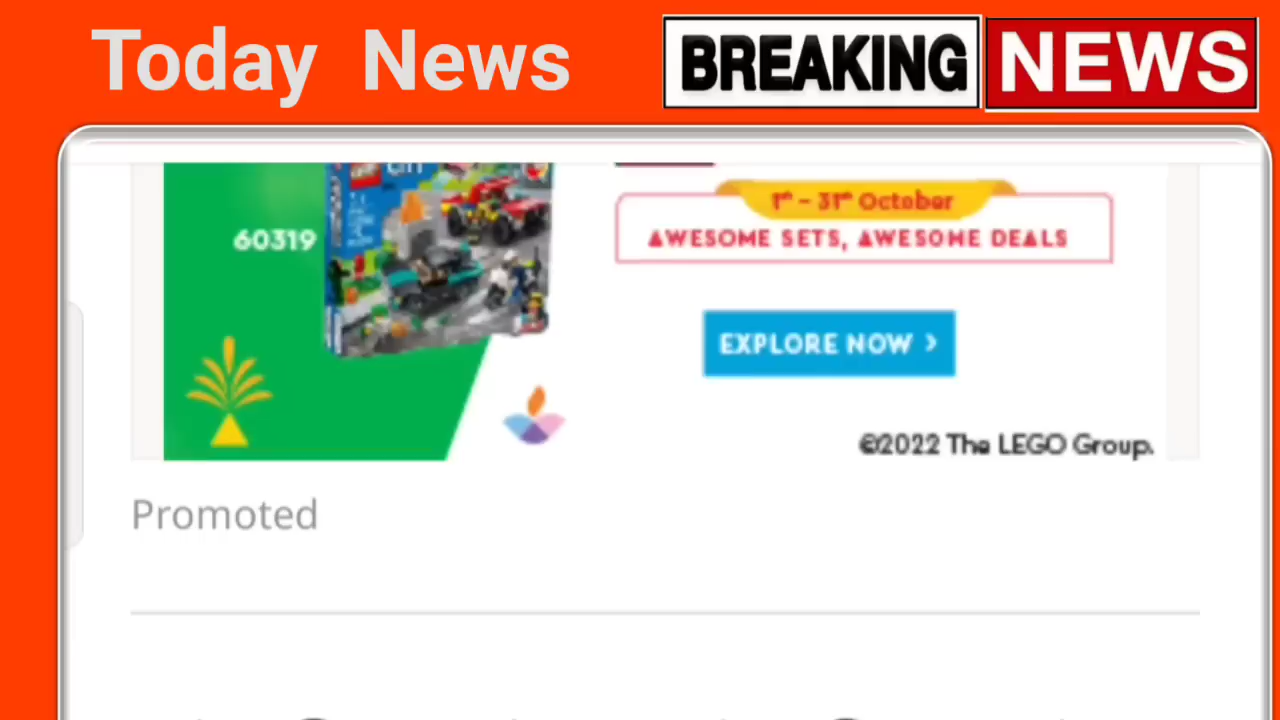 Today News
BREAKING NEWS
CITY
60319
1st - 31st October
AWESOME SETS, AWESOME DEALS
EXPLORE NOW >
©2022 The LEGO Group.
Promoted